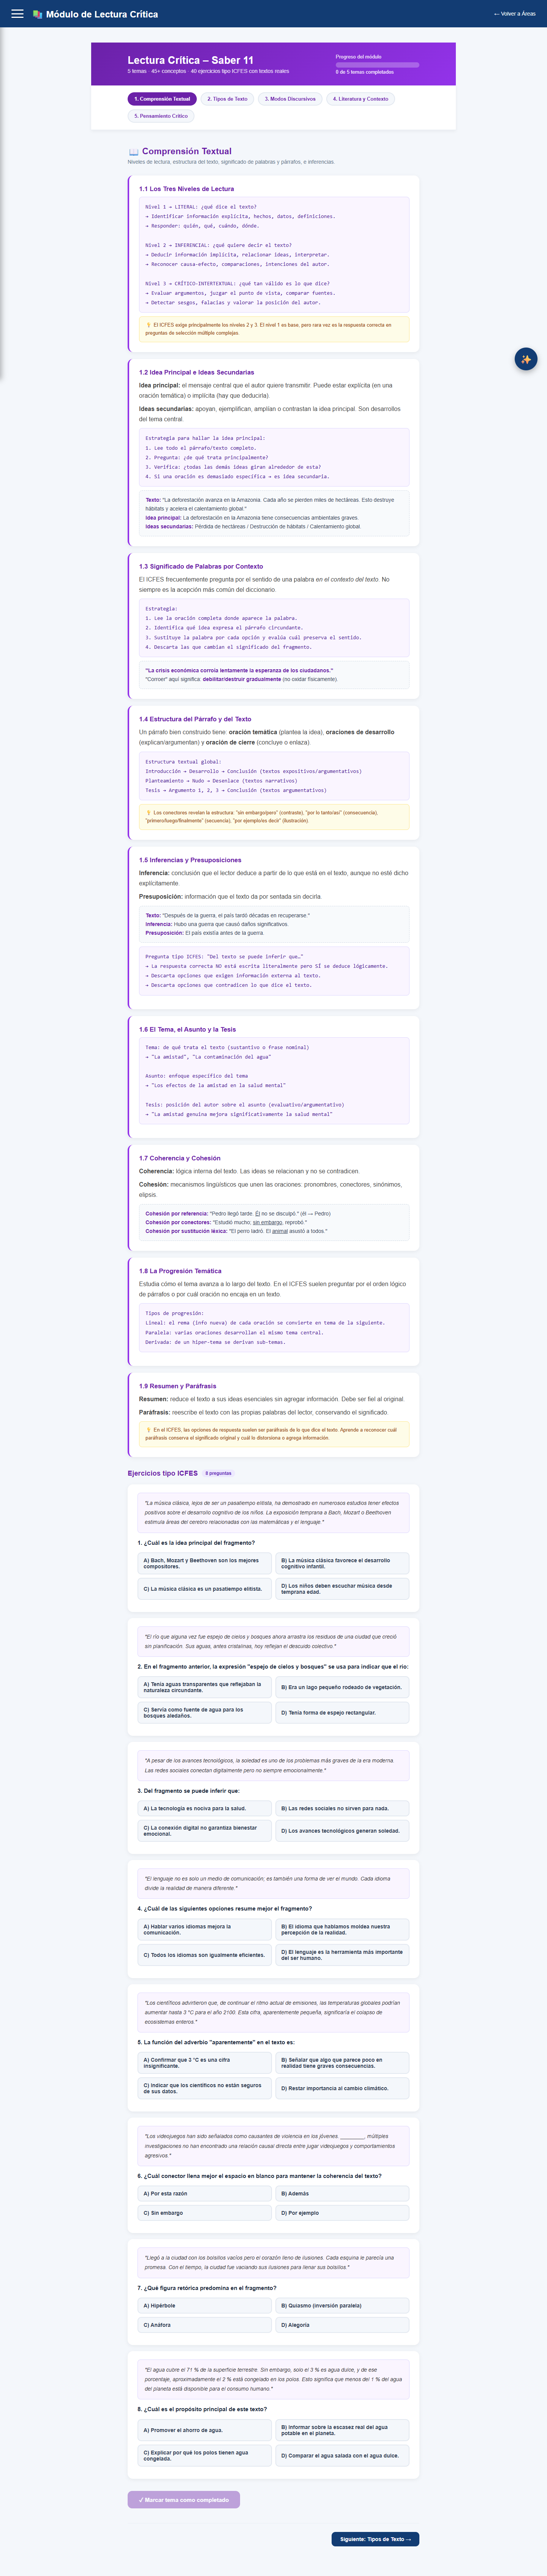 📚 Módulo de Lectura Crítica
← Volver a Áreas
Lectura Crítica – Saber 11
5 temas · 45+ conceptos · 40 ejercicios tipo ICFES con textos reales
Progreso del módulo
0 de 5 temas completados
1. Comprensión Textual
2. Tipos de Texto
3. Modos Discursivos
4. Literatura y Contexto
5. Pensamiento Crítico
📖 Comprensión Textual
Niveles de lectura, estructura del texto, significado de palabras y párrafos, e inferencias.
1.1 Los Tres Niveles de Lectura
Nivel 1 → LITERAL: ¿qué dice el texto?
→ Identificar información explícita, hechos, datos, definiciones.
→ Responder: quién, qué, cuándo, dónde.
Nivel 2 → INFERENCIAL: ¿qué quiere decir el texto?
→ Deducir información implícita, relacionar ideas, interpretar.
→ Reconocer causa-efecto, comparaciones, intenciones del autor.
Nivel 3 → CRÍTICO-INTERTEXTUAL: ¿qué tan válido es lo que dice?
→ Evaluar argumentos, juzgar el punto de vista, comparar fuentes.
→ Detectar sesgos, falacias y valorar la posición del autor.
💡 El ICFES exige principalmente los niveles 2 y 3. El nivel 1 es base, pero rara vez es la respuesta correcta en
preguntas de selección múltiple complejas.
1.2 Idea Principal e Ideas Secundarias
Idea principal: el mensaje central que el autor quiere transmitir. Puede estar explícita (en una
oración temática) o implícita (hay que deducirla).
Ideas secundarias: apoyan, ejemplifican, amplían o contrastan la idea principal. Son desarrollos
del tema central.
Estrategia para hallar la idea principal:
1. Lee todo el párrafo/texto completo.
2. Pregunta: ¿de qué trata principalmente?
3. Verifica: ¿todas las demás ideas giran alrededor de esta?
4. Si una oración es demasiado específica → es idea secundaria.
Texto: "La deforestación avanza en la Amazonia. Cada año se pierden miles de hectáreas. Esto destruye
hábitats y acelera el calentamiento global."
Idea principal: La deforestación en la Amazonia tiene consecuencias ambientales graves.
Ideas secundarias: Pérdida de hectáreas / Destrucción de hábitats / Calentamiento global.
1.3 Significado de Palabras por Contexto
El ICFES frecuentemente pregunta por el sentido de una palabra en el contexto del texto. No
siempre es la acepción más común del diccionario.
Estrategia:
1. Lee la oración completa donde aparece la palabra.
2. Identifica qué idea expresa el párrafo circundante.
3. Sustituye la palabra por cada opción y evalúa cuál preserva el sentido.
4. Descarta las que cambian el significado del fragmento.
"La crisis económica corroía lentamente la esperanza de los ciudadanos."
"Corroer" aquí significa: debilitar/destruir gradualmente (no oxidar físicamente).
1.4 Estructura del Párrafo y del Texto
Un párrafo bien construido tiene: oración temática (plantea la idea), oraciones de desarrollo
(explican/argumentan) y oración de cierre (concluye o enlaza).
Estructura textual global:
Introducción → Desarrollo → Conclusión (textos expositivos/argumentativos)
Planteamiento → Nudo → Desenlace (textos narrativos)
Tesis → Argumento 1, 2, 3 → Conclusión (textos argumentativos)
💡 Los conectores revelan la estructura: "sin embargo/pero" (contraste), "por lo tanto/así" (consecuencia),
"primero/luego/finalmente" (secuencia), "por ejemplo/es decir" (ilustración).
1.5 Inferencias y Presuposiciones
Inferencia: conclusión que el lector deduce a partir de lo que está en el texto, aunque no esté dicho
explícitamente.
Presuposición: información que el texto da por sentada sin decirla.
Texto: "Después de la guerra, el país tardó décadas en recuperarse."
Inferencia: Hubo una guerra que causó daños significativos.
Presuposición: El país existía antes de la guerra.
Pregunta tipo ICFES: "Del texto se puede inferir que…"
→ La respuesta correcta NO está escrita literalmente pero SÍ se deduce lógicamente.
→ Descarta opciones que exigen información externa al texto.
→ Descarta opciones que contradicen lo que dice el texto.
1.6 El Tema, el Asunto y la Tesis
Tema: de qué trata el texto (sustantivo o frase nominal)
→ "La amistad", "La contaminación del agua"
Asunto: enfoque específico del tema
→ "Los efectos de la amistad en la salud mental"
Tesis: posición del autor sobre el asunto (evaluativo/argumentativo)
→ "La amistad genuina mejora significativamente la salud mental"
1.7 Coherencia y Cohesión
Coherencia: lógica interna del texto. Las ideas se relacionan y no se contradicen.
Cohesión: mecanismos lingüísticos que unen las oraciones: pronombres, conectores, sinónimos,
elipsis.
Cohesión por referencia: "Pedro llegó tarde. Él no se disculpó." (él → Pedro)
Cohesión por conectores: "Estudió mucho; sin embargo, reprobó."
Cohesión por sustitución léxica: "El perro ladró. El animal asustó a todos."
1.8 La Progresión Temática
Estudia cómo el tema avanza a lo largo del texto. En el ICFES suelen preguntar por el orden lógico
de párrafos o por cuál oración no encaja en un texto.
Tipos de progresión:
Lineal: el rema (info nueva) de cada oración se convierte en tema de la siguiente.
Paralela: varias oraciones desarrollan el mismo tema central.
Derivada: de un hiper-tema se derivan sub-temas.
1.9 Resumen y Paráfrasis
Resumen: reduce el texto a sus ideas esenciales sin agregar información. Debe ser fiel al original.
Paráfrasis: reescribe el texto con las propias palabras del lector, conservando el significado.
💡 En el ICFES, las opciones de respuesta suelen ser paráfrasis de lo que dice el texto. Aprende a reconocer cuál
paráfrasis conserva el significado original y cuál lo distorsiona o agrega información.
Ejercicios tipo ICFES 8 preguntas
"La música clásica, lejos de ser un pasatiempo elitista, ha demostrado en numerosos estudios tener efectos
positivos sobre el desarrollo cognitivo de los niños. La exposición temprana a Bach, Mozart o Beethoven
estimula áreas del cerebro relacionadas con las matemáticas y el lenguaje."
1. ¿Cuál es la idea principal del fragmento?
A) Bach, Mozart y Beethoven son los mejores
compositores.
B) La música clásica favorece el desarrollo
cognitivo infantil.
C) La música clásica es un pasatiempo elitista.
D) Los niños deben escuchar música desde
temprana edad.
"El río que alguna vez fue espejo de cielos y bosques ahora arrastra los residuos de una ciudad que creció
sin planificación. Sus aguas, antes cristalinas, hoy reflejan el descuido colectivo."
2. En el fragmento anterior, la expresión "espejo de cielos y bosques" se usa para indicar que el río:
A) Tenía aguas transparentes que reflejaban la
naturaleza circundante.
B) Era un lago pequeño rodeado de vegetación.
C) Servía como fuente de agua para los
bosques aledaños.
D) Tenía forma de espejo rectangular.
"A pesar de los avances tecnológicos, la soledad es uno de los problemas más graves de la era moderna.
Las redes sociales conectan digitalmente pero no siempre emocionalmente."
3. Del fragmento se puede inferir que:
A) La tecnología es nociva para la salud.
B) Las redes sociales no sirven para nada.
C) La conexión digital no garantiza bienestar
emocional.
D) Los avances tecnológicos generan soledad.
"El lenguaje no es solo un medio de comunicación; es también una forma de ver el mundo. Cada idioma
divide la realidad de manera diferente."
4. ¿Cuál de las siguientes opciones resume mejor el fragmento?
A) Hablar varios idiomas mejora la
comunicación.
B) El idioma que hablamos moldea nuestra
percepción de la realidad.
C) Todos los idiomas son igualmente eficientes.
D) El lenguaje es la herramienta más importante
del ser humano.
"Los científicos advirtieron que, de continuar el ritmo actual de emisiones, las temperaturas globales podrían
aumentar hasta 3 °C para el año 2100. Esta cifra, aparentemente pequeña, significaría el colapso de
ecosistemas enteros."
5. La función del adverbio "aparentemente" en el texto es:
A) Confirmar que 3 °C es una cifra
insignificante.
B) Señalar que algo que parece poco en
realidad tiene graves consecuencias.
C) Indicar que los científicos no están seguros
de sus datos.
D) Restar importancia al cambio climático.
"Los videojuegos han sido señalados como causantes de violencia en los jóvenes. ________, múltiples
investigaciones no han encontrado una relación causal directa entre jugar videojuegos y comportamientos
agresivos."
6. ¿Cuál conector llena mejor el espacio en blanco para mantener la coherencia del texto?
A) Por esta razón
B) Además
C) Sin embargo
D) Por ejemplo
"Llegó a la ciudad con los bolsillos vacíos pero el corazón lleno de ilusiones. Cada esquina le parecía una
promesa. Con el tiempo, la ciudad fue vaciando sus ilusiones para llenar sus bolsillos."
7. ¿Qué figura retórica predomina en el fragmento?
A) Hipérbole
B) Quiasmo (inversión paralela)
C) Anáfora
D) Alegoría
"El agua cubre el 71 % de la superficie terrestre. Sin embargo, solo el 3 % es agua dulce, y de ese
porcentaje, aproximadamente el 2 % está congelado en los polos. Esto significa que menos del 1 % del agua
del planeta está disponible para el consumo humano."
8. ¿Cuál es el propósito principal de este texto?
A) Promover el ahorro de agua.
B) Informar sobre la escasez real del agua
potable en el planeta.
C) Explicar por qué los polos tienen agua
congelada.
D) Comparar el agua salada con el agua dulce.
✓ Marcar tema como completado
Siguiente: Tipos de Texto →